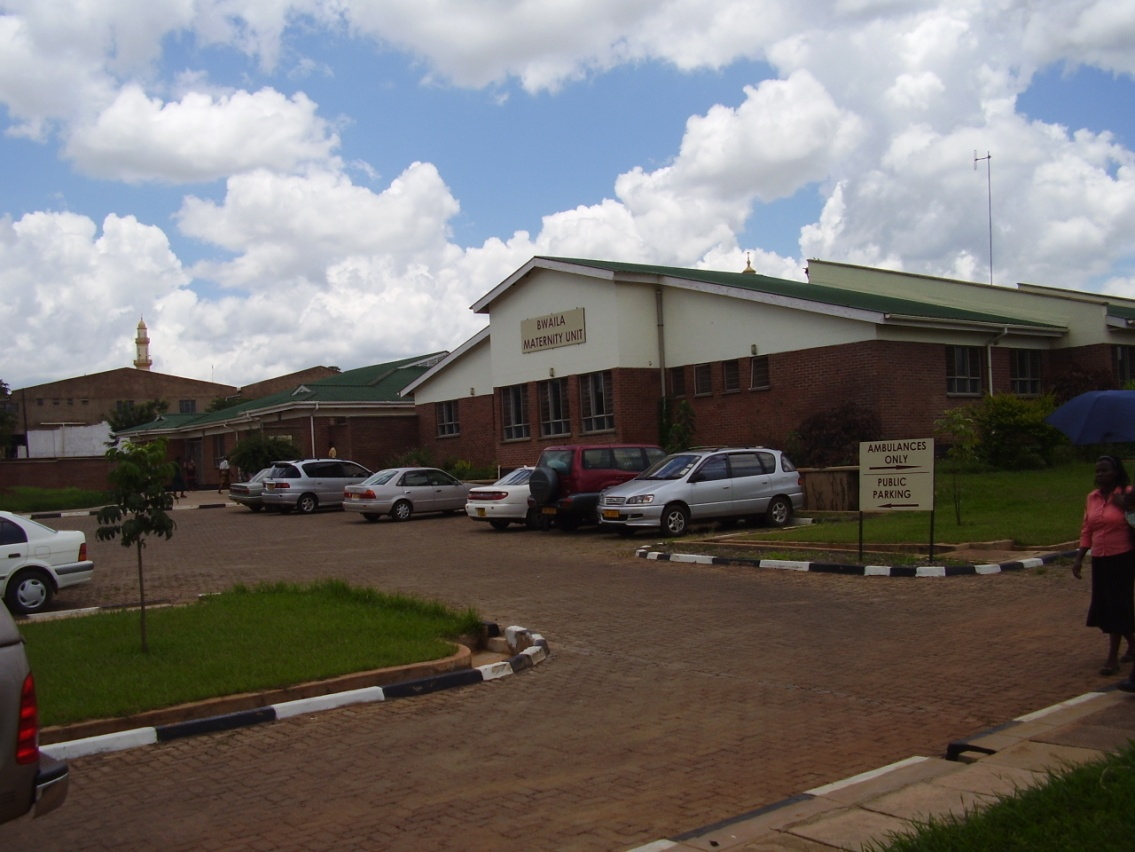 BWAILA
MATERNITY UNIT
AMBULANCES
ONLY
PUBLIC
PARKING